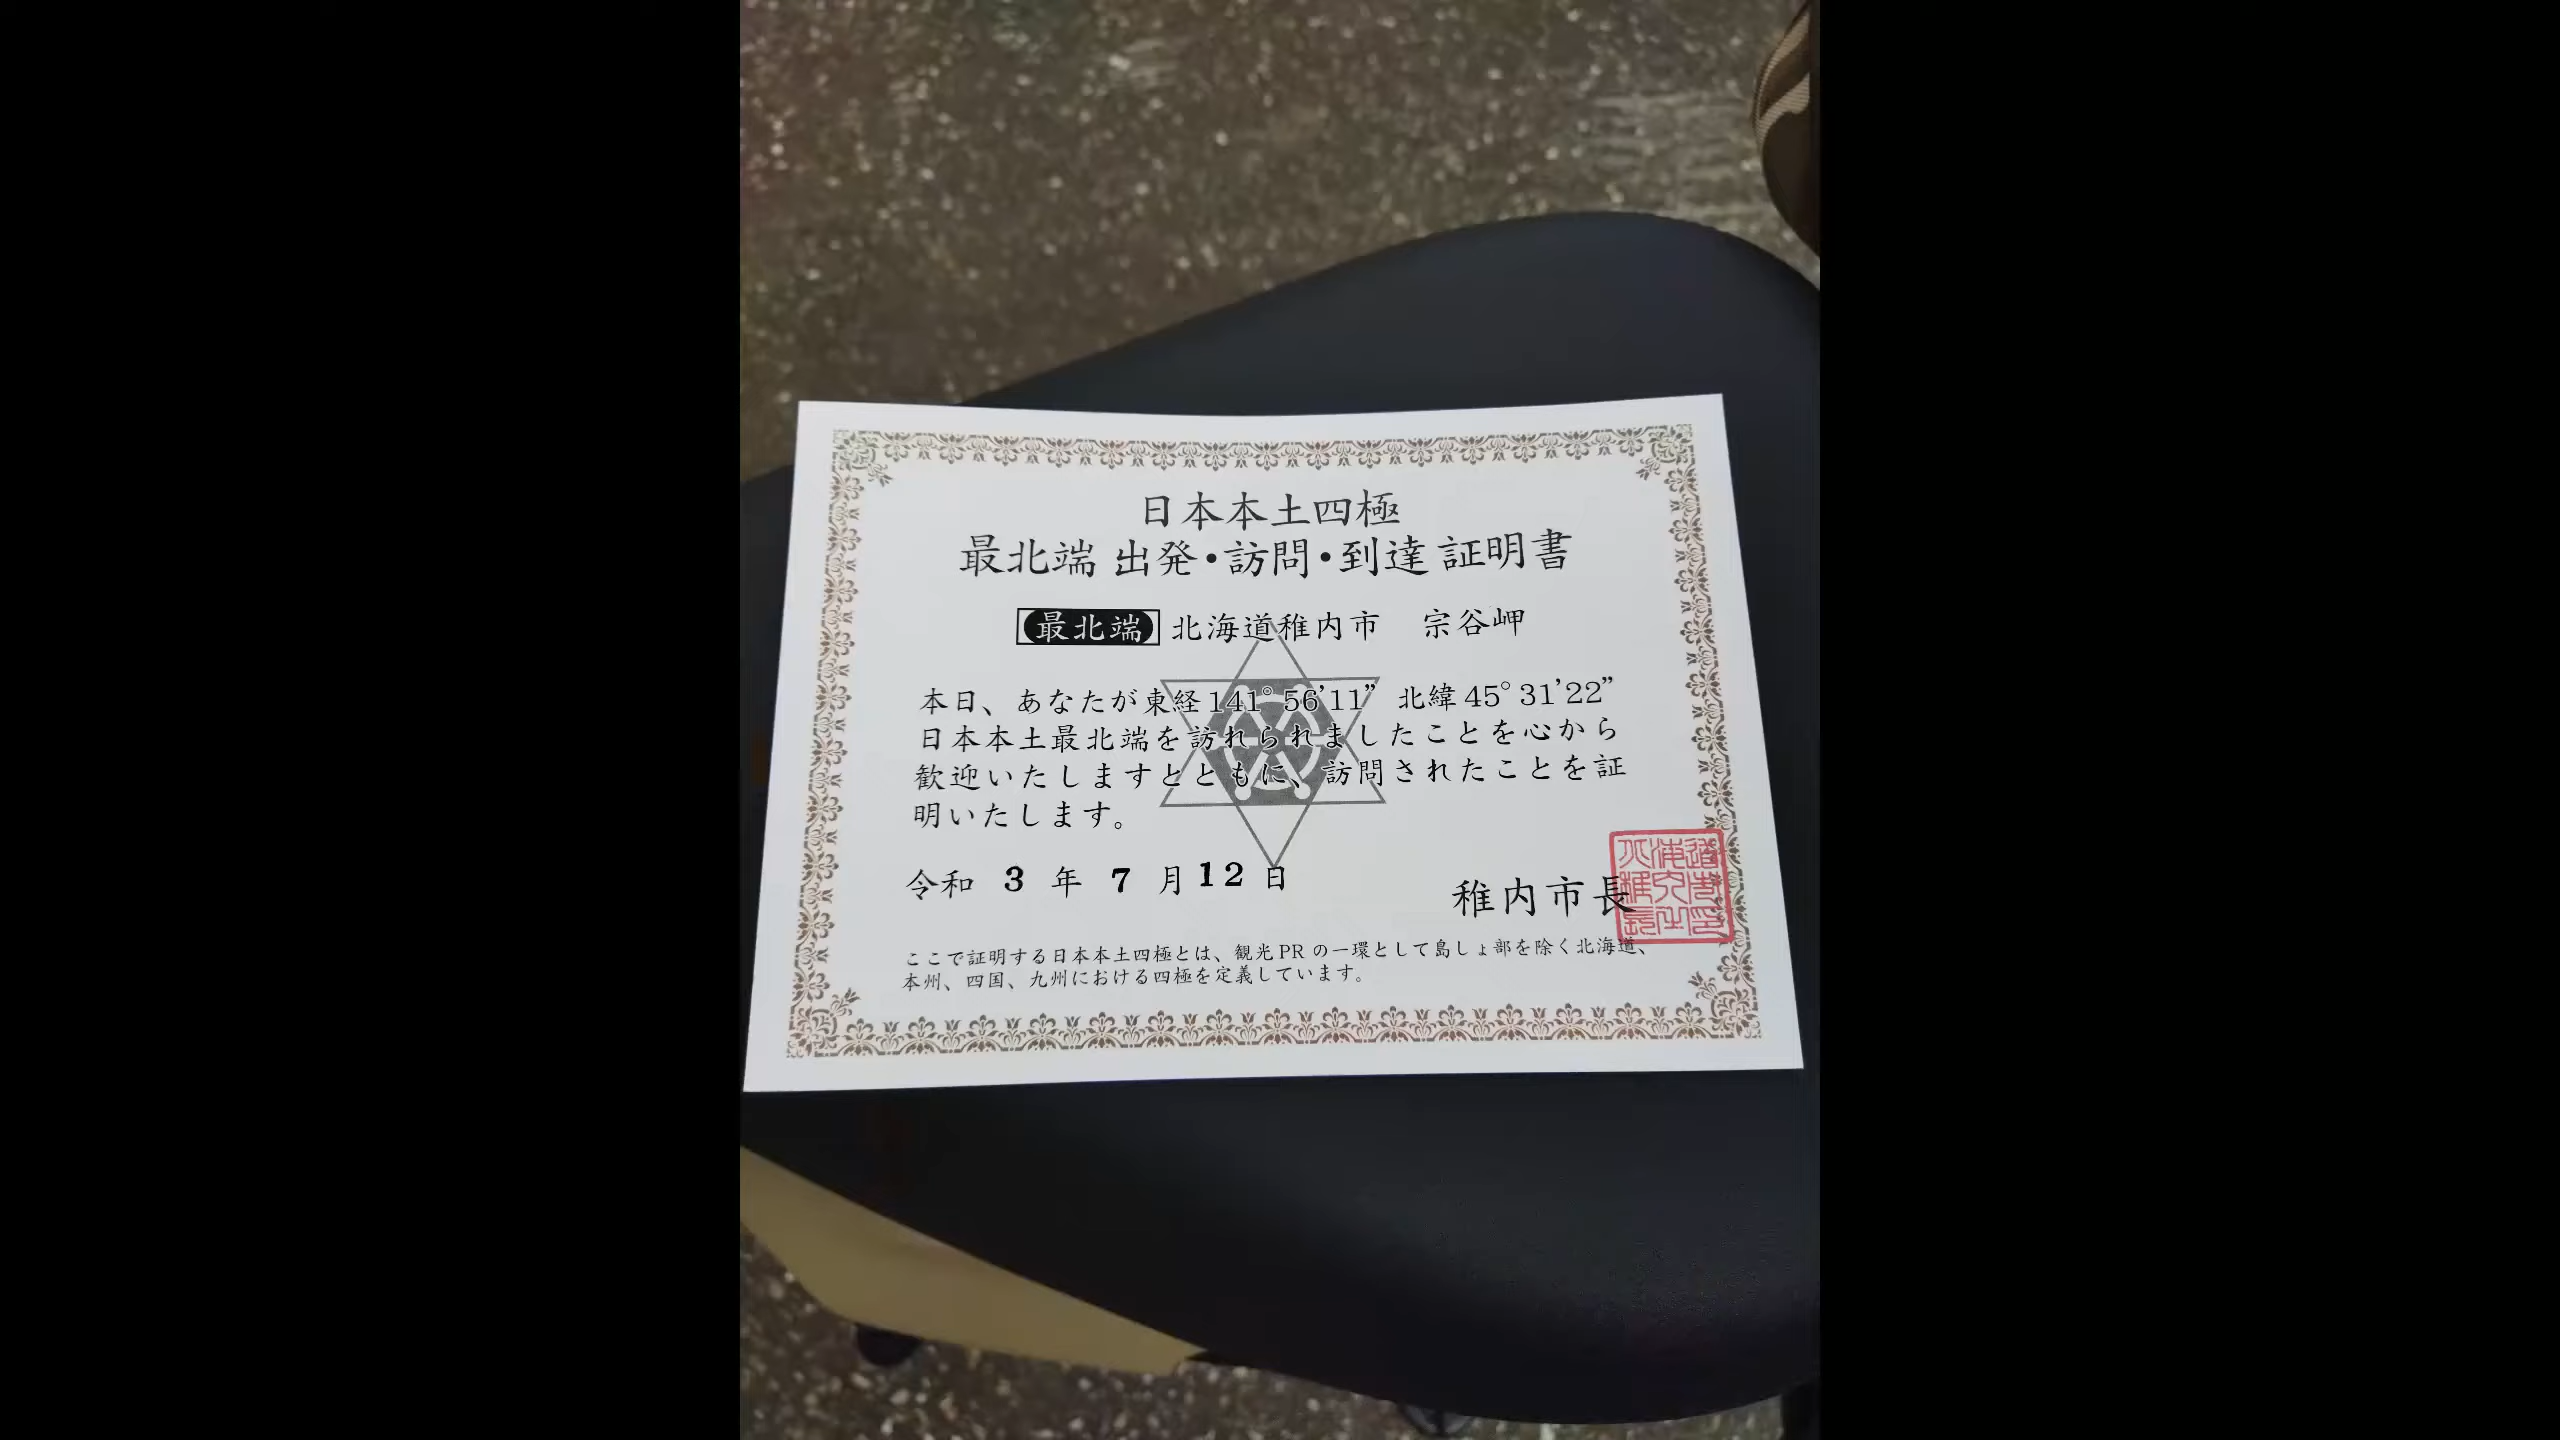 日本本土四極
最北端 出発・訪問・到達 証明書
最北端 北海道稚内市 宗谷岬
本日、あなたが東経141°56’11” 北緯45°31’22”
日本本土最北端を訪れられましたことを心から
歓迎いたしますとともに、訪問されたことを証
明いたします。
令和 3 年 7 月 12 日
稚内市長
ここで証明する日本本土四極とは、観光PRの一環として島しょ部を除く北海道、
本州、四国、九州における四極を定義しています。